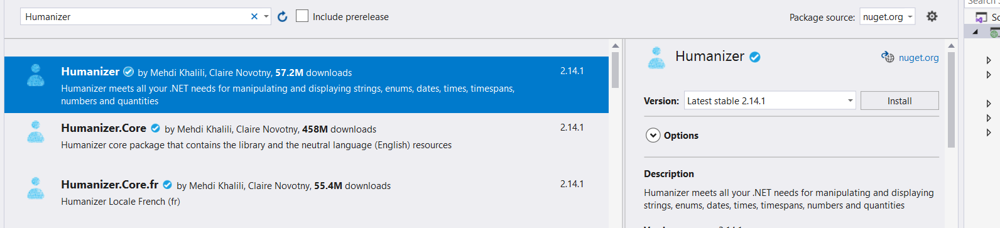 Search S
Humanizer
Include prerelease
Package source: nuget.org
Humanizer by Mehdi Khalili, Claire Novotny, 57.2M downloads 2.14.1
Humanizer meets all your .NET needs for manipulating and displaying strings, enums, dates, times, timespans,
numbers and quantities
Humanizer.Core by Mehdi Khalili, Claire Novotny, 458M downloads 2.14.1
Humanizer core package that contains the library and the neutral language (English) resources
Humanizer.Core.fr by Mehdi Khalili, Claire Novotny, 55.4M downloads 2.14.1
Humanizer Locale French (fr)
Humanizer nuget.org
Version: Latest stable 2.14.1 Install
Options
Description
Humanizer meets all your .NET needs for manipulating and displaying
strings, enums, dates, times, timespans, numbers and quantities